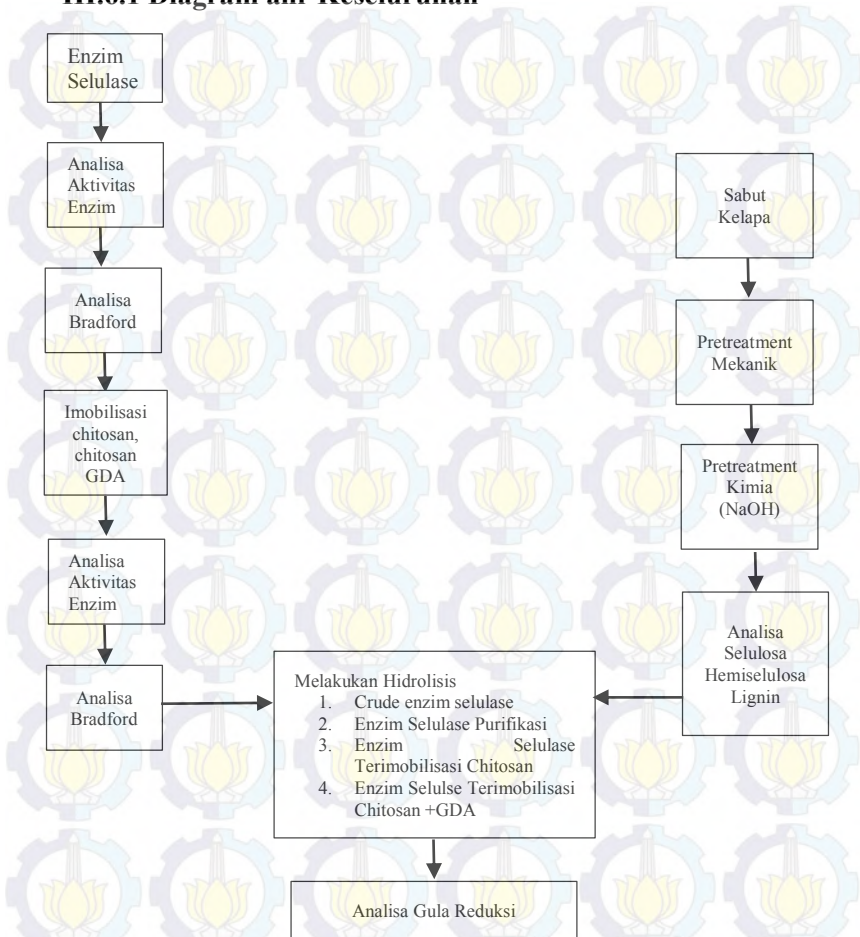 III.6.1 Diagram alir Keseluruhan
Enzim
Selulase
Analisa
Aktivitas
Enzim
Analisa
Bradford
Imobilisasi
chitosan,
chitosan
GDA
Analisa
Aktivitas
Enzim
Analisa
Bradford
Sabut
Kelapa
Pretreatment
Mekanik
Pretreatment
Kimia
(NaOH)
Analisa
Selulosa
Hemiselulosa
Lignin
Melakukan Hidrolisis
1. Crude enzim selulase
2. Enzim Selulase Purifikasi
3. Enzim Selulase
Terimobilisasi Chitosan
4. Enzim Selulse Terimobilisasi
Chitosan +GDA
Analisa Gula Reduksi